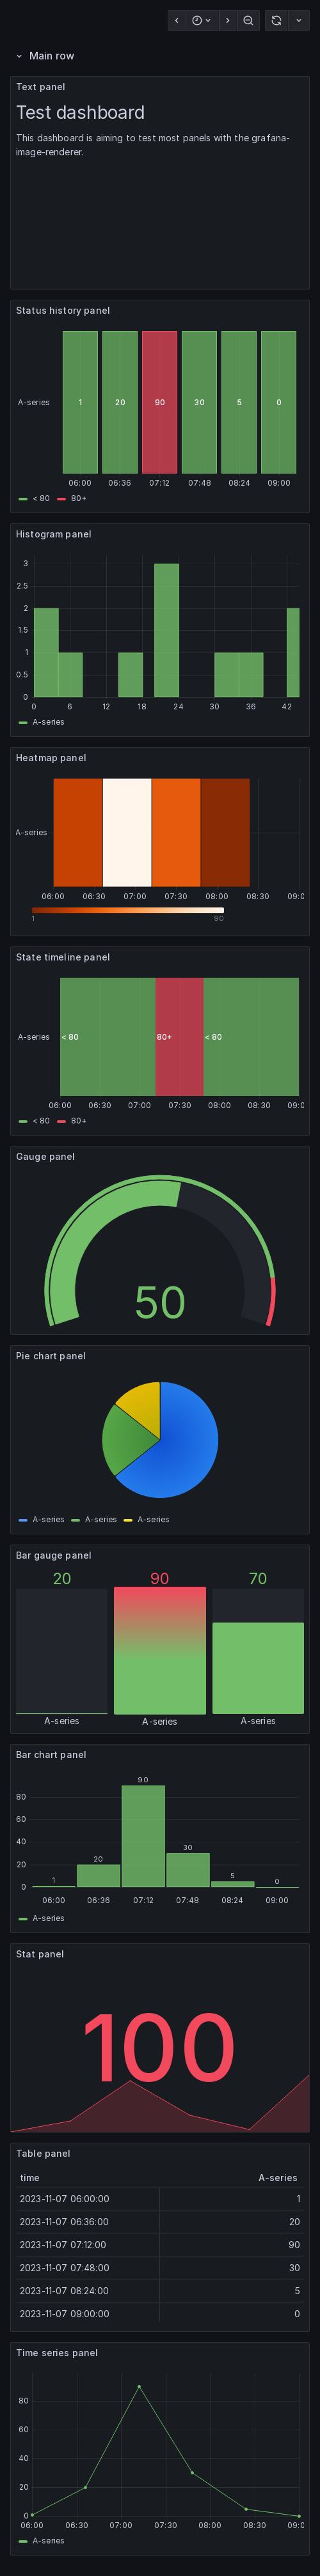 Main row
Text panel
Test dashboard
This dashboard is aiming to test most panels with the grafana-
image-renderer.
Status history panel
A-series
1 20 90 30 5 0
06:00 06:36 07:12 07:48 08:24 09:00
< 80 80+
Histogram panel
3
2.5
2
1.5
1
0.5
0
0 6 12 18 24 30 36 42
A-series
Heatmap panel
A-series
06:00 06:30 07:00 07:30 08:00 08:30 09:0
1 90
State timeline panel
A-series < 80 80+ < 80
06:00 06:30 07:00 07:30 08:00 08:30 09:0
< 80 80+
Gauge panel
50
Pie chart panel
A-series A-series A-series
Bar gauge panel
20 90 70
A-series A-series A-series
Bar chart panel
90
80
60
40
30
20 20
5
1
0 0
06:00 06:36 07:12 07:48 08:24 09:00
A-series
Stat panel
100
Table panel
time A-series
2023-11-07 06:00:00 1
2023-11-07 06:36:00 20
2023-11-07 07:12:00 90
2023-11-07 07:48:00 30
2023-11-07 08:24:00 5
2023-11-07 09:00:00 0
Time series panel
80
60
40
20
0
06:00 06:30 07:00 07:30 08:00 08:30 09:0
A-series